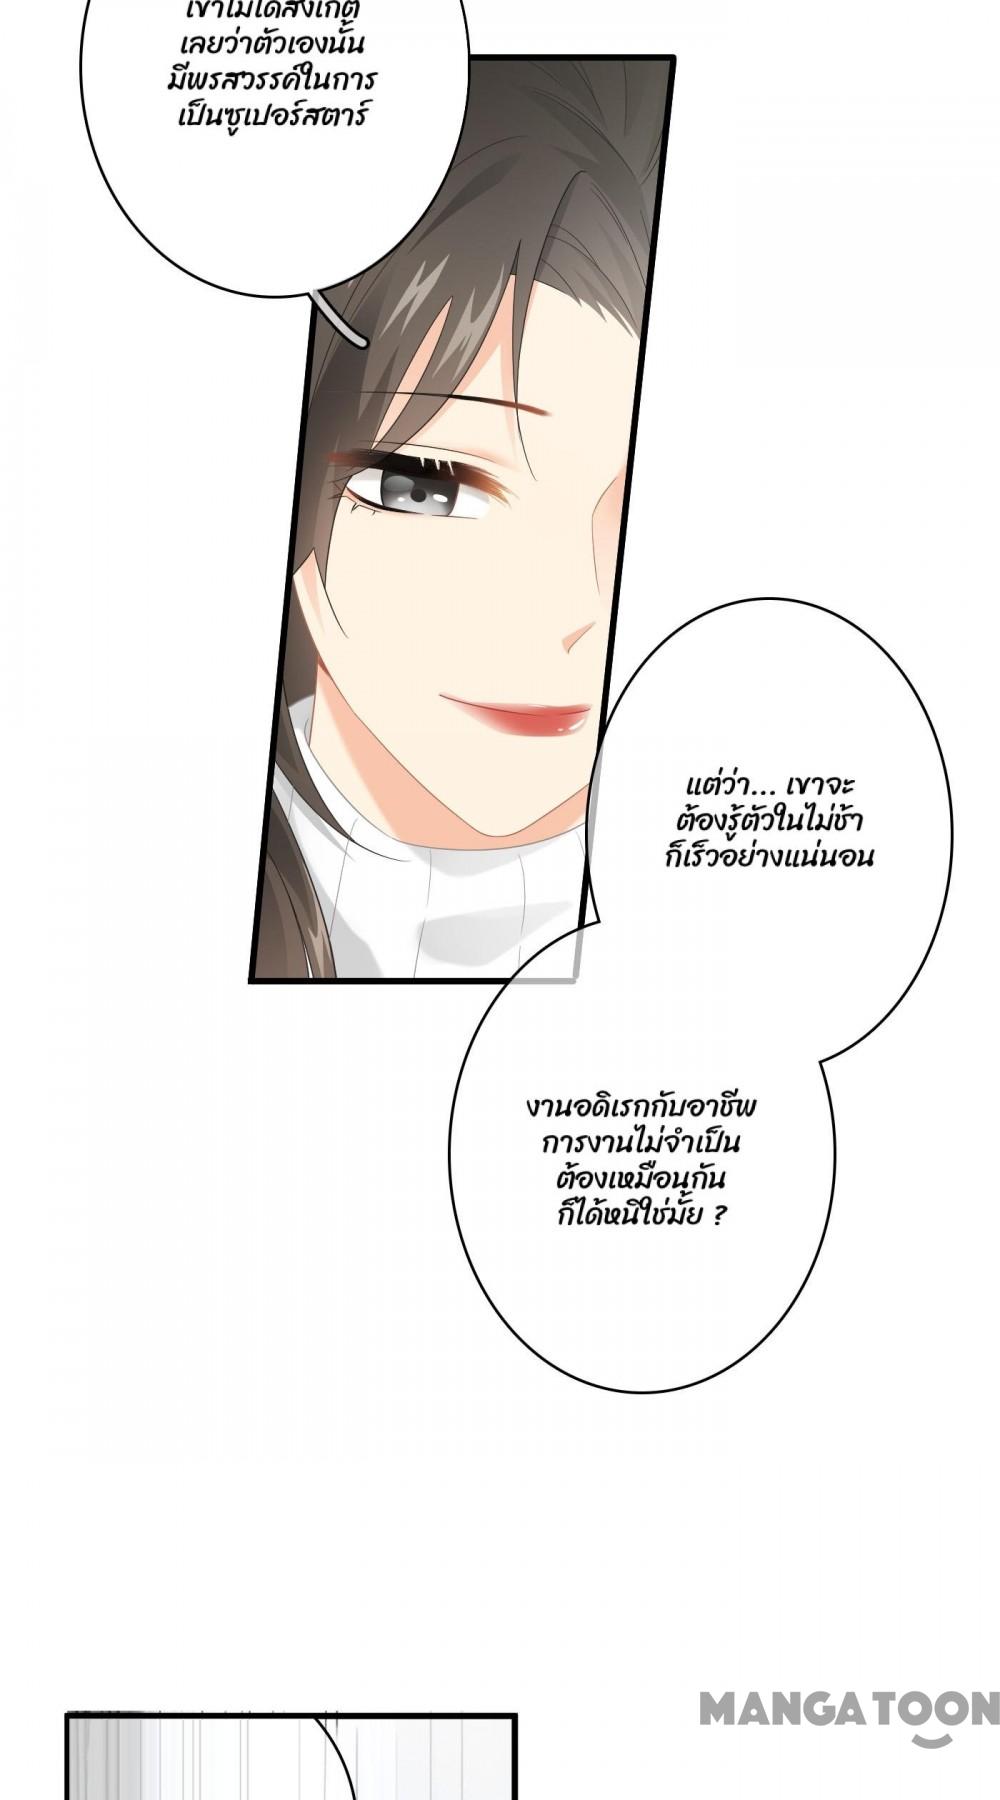 เขาไม่ได้สังเกต
เลยว่าตัวเองนั้น
มีพรสวรรค์ในการ
เป็นซูเปอร์สตาร์
แต่ว่า... เขาจะ
ต้องรู้ตัวในไม่ช้า
ก็เร็วอย่างแน่นอน
งานอดิเรกกับอาชีพ
การงานไม่จำเป็น
ต้องเหมือนกัน
ก็ได้หนิใช่มั้ย ?
MANGATOON